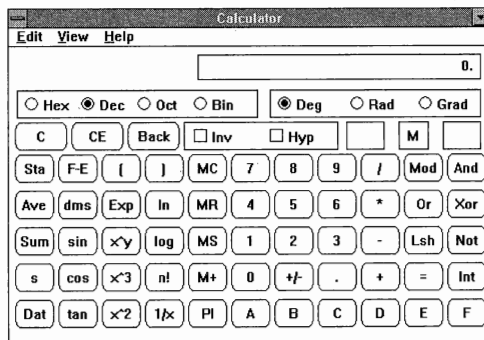 Calculator
Edit View Help
0.
Hex Dec Oct Bin Deg Rad Grad
C CE Back Inv Hyp M
Sta F-E ( ) MC 7 8 9 / Mod And
Ave dms Exp ln MR 4 5 6 * Or Xor
Sum sin x^y log MS 1 2 3 - Lsh Not
s cos x^3 n! M+ 0 +/- . + = Int
Dat tan x^2 1/x PI A B C D E F